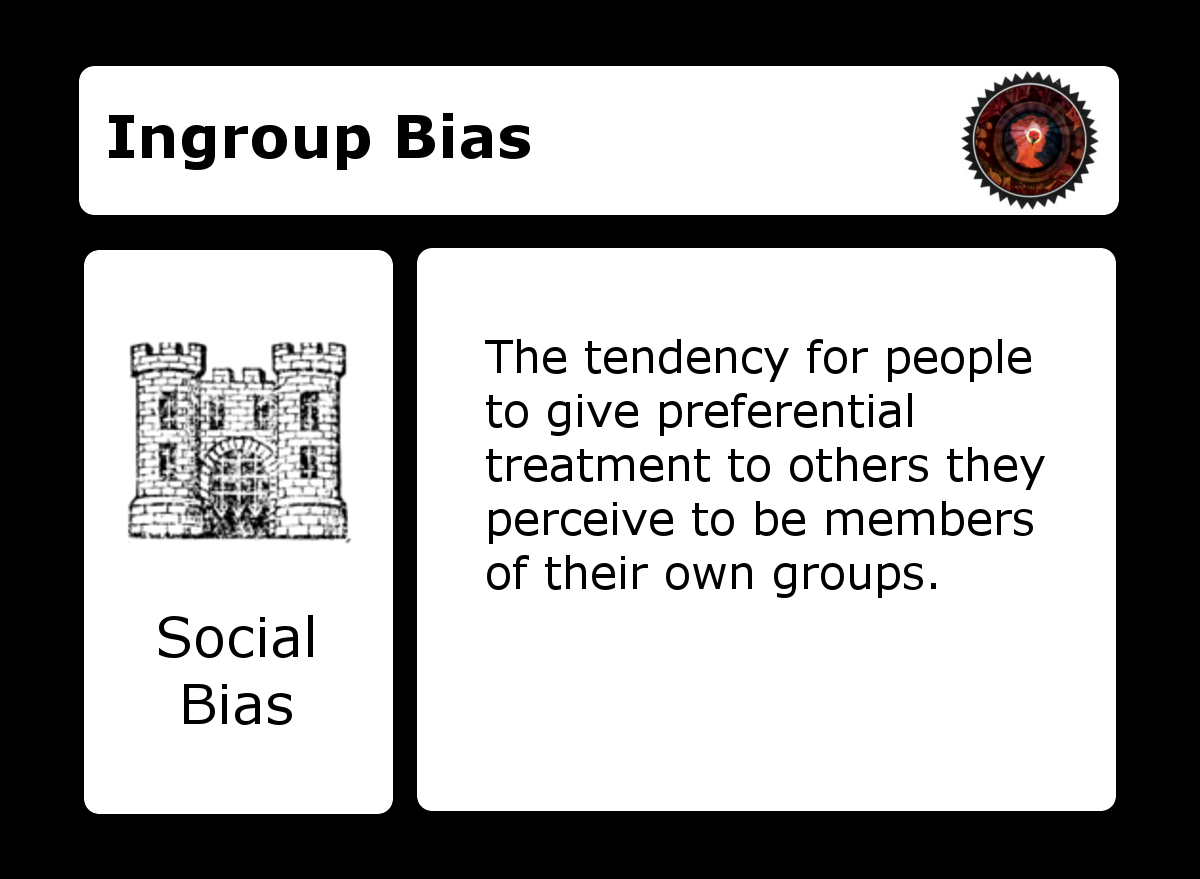 Ingroup Bias
Social
Bias
The tendency for people
to give preferential
treatment to others they
perceive to be members
of their own groups.